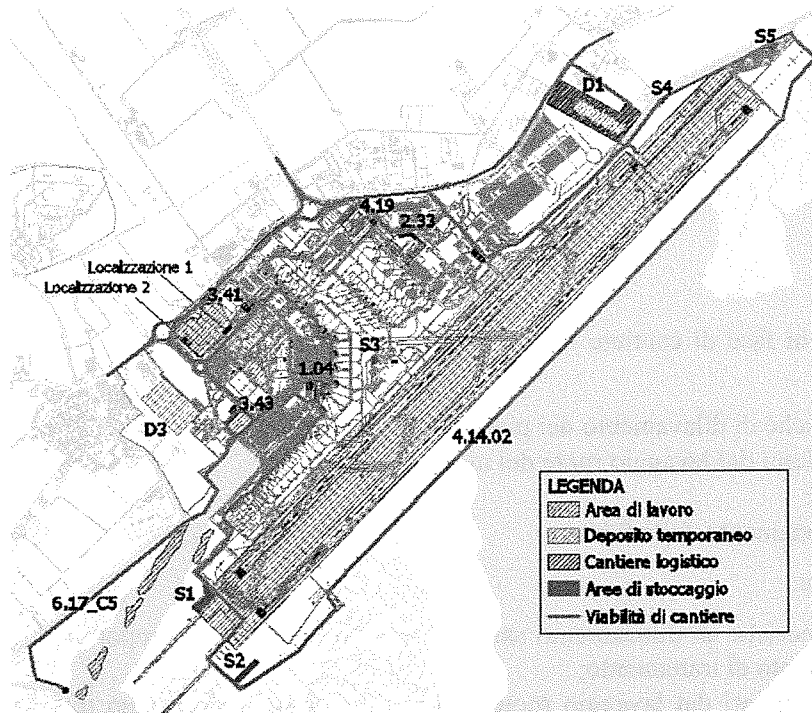 S5
D1
S4
4.19
2.33
Localizzazione 1
Localizzazione 2
3.41
S3
1.04
3.43
D3
4.14.02
LEGENDA
Area di lavoro
Deposito temporaneo
Cantiere logistico
Aree di stoccaggio
Viabilità di cantiere
S1
6.17_C5
S2